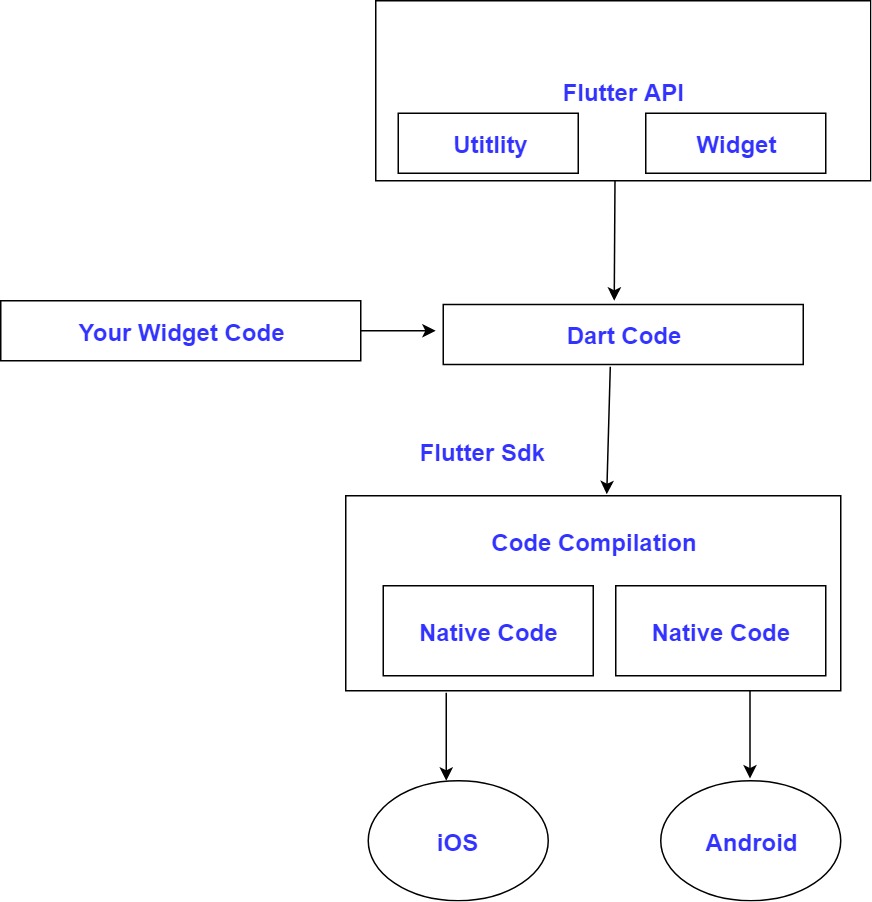 Flutter API
Utitlity
Widget
Your Widget Code
Dart Code
Flutter Sdk
Code Compilation
Native Code
Native Code
iOS
Android